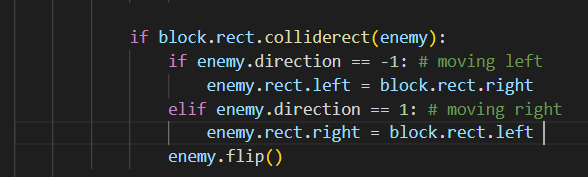 if block.rect.colliderect(enemy):
if enemy.direction == -1: # moving left
enemy.rect.left = block.rect.right
elif enemy.direction == 1: # moving right
enemy.rect.right = block.rect.left
enemy.flip()